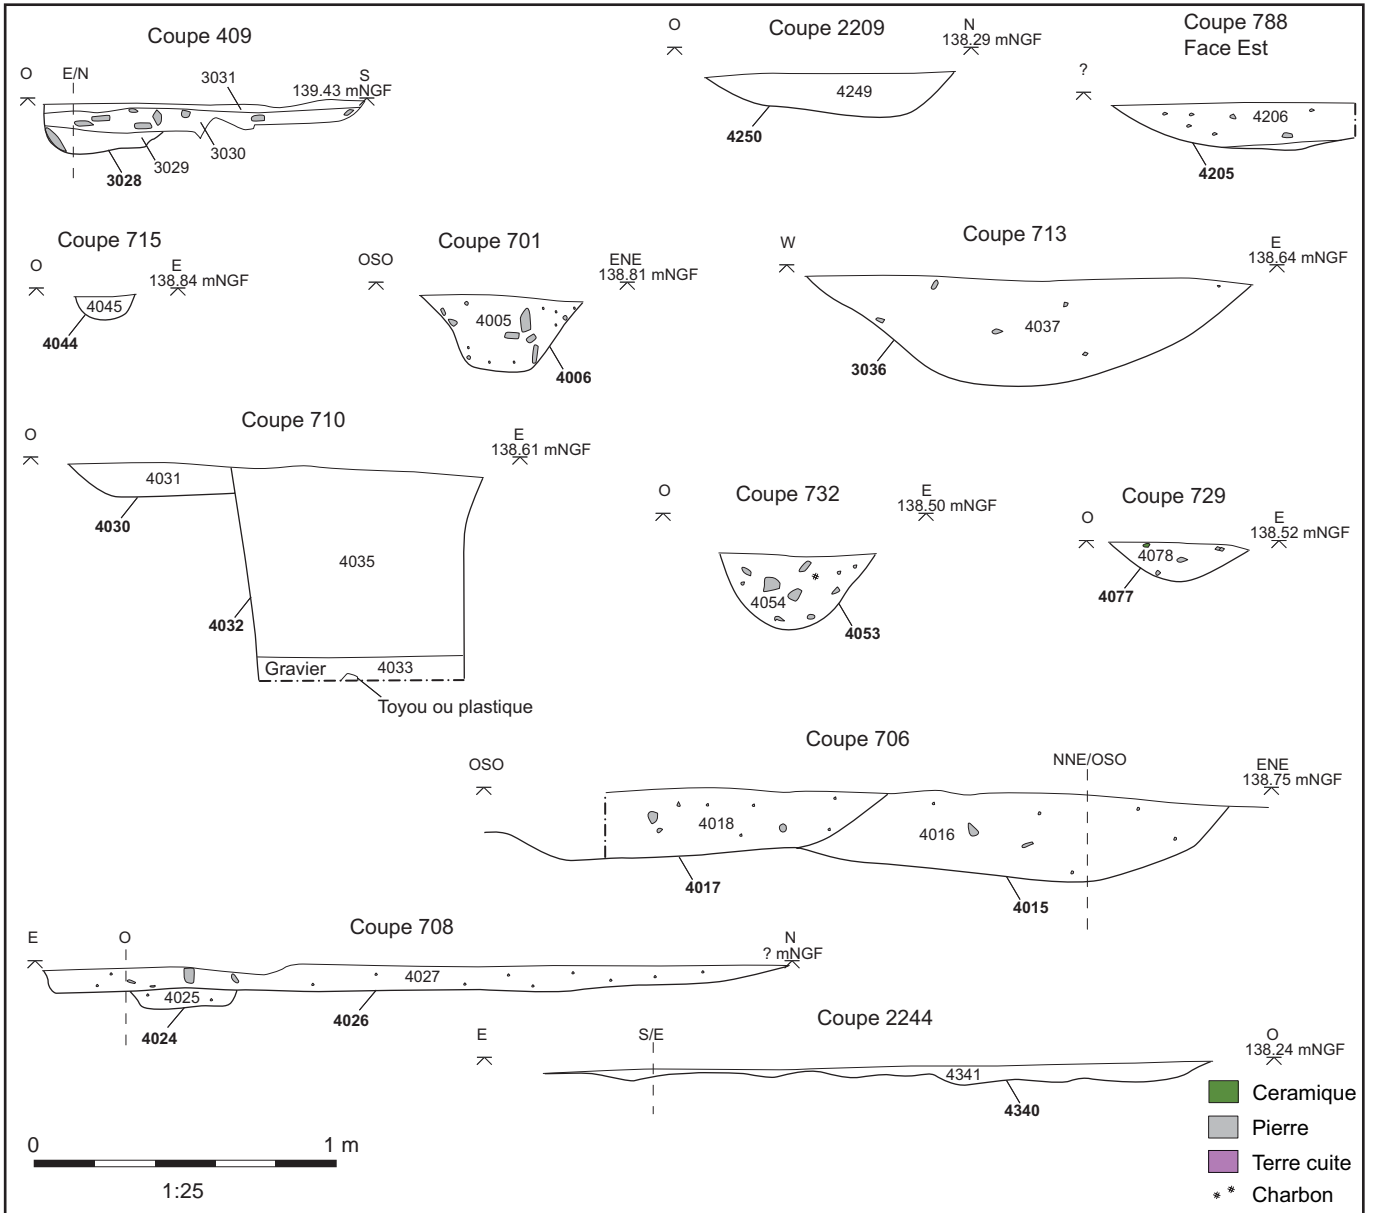 Coupe 409
O
E/N
3031
S
139.43 mNGF
3030
3029
3028
Coupe 2209
O
N
138.29 mNGF
4249
4250
Coupe 788
Face Est
?
4206
4205
Coupe 715
O
E
138.84 mNGF
4045
4044
Coupe 701
OSO
ENE
138.81 mNGF
4005
4006
Coupe 713
W
E
138.64 mNGF
4037
3036
Coupe 710
O
E
138.61 mNGF
4031
4030
4035
4032
Gravier
4033
Toyou ou plastique
Coupe 732
O
E
138.50 mNGF
4054
4053
Coupe 729
O
E
138.52 mNGF
4078
4077
Coupe 706
OSO
NNE/OSO
ENE
138.75 mNGF
4018
4016
4017
4015
Coupe 708
E
O
N
? mNGF
4027
4025
4026
4024
Coupe 2244
E
S/E
O
138.24 mNGF
4341
4340
0
1 m
1:25
Ceramique
Pierre
Terre cuite
Charbon